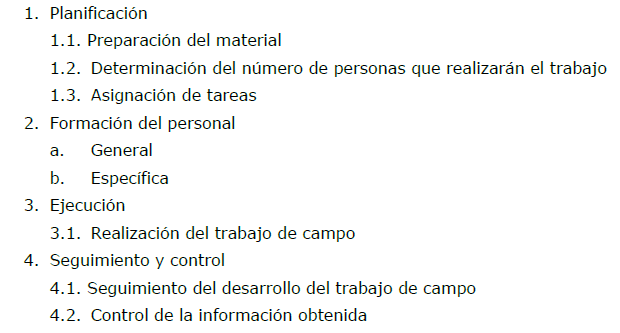 1. Planificación
1.1. Preparación del material
1.2. Determinación del número de personas que realizarán el trabajo
1.3. Asignación de tareas
2. Formación del personal
a. General
b. Específica
3. Ejecución
3.1. Realización del trabajo de campo
4. Seguimiento y control
4.1. Seguimiento del desarrollo del trabajo de campo
4.2. Control de la información obtenida